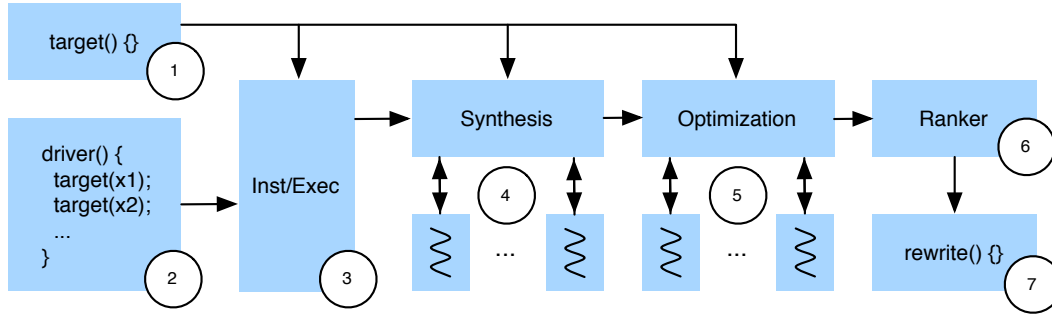 target() {}
1
driver() {
target(x1);
target(x2);
...
}
2
Inst/Exec
3
Synthesis
4
...
Optimization
5
...
Ranker
6
rewrite() {}
7